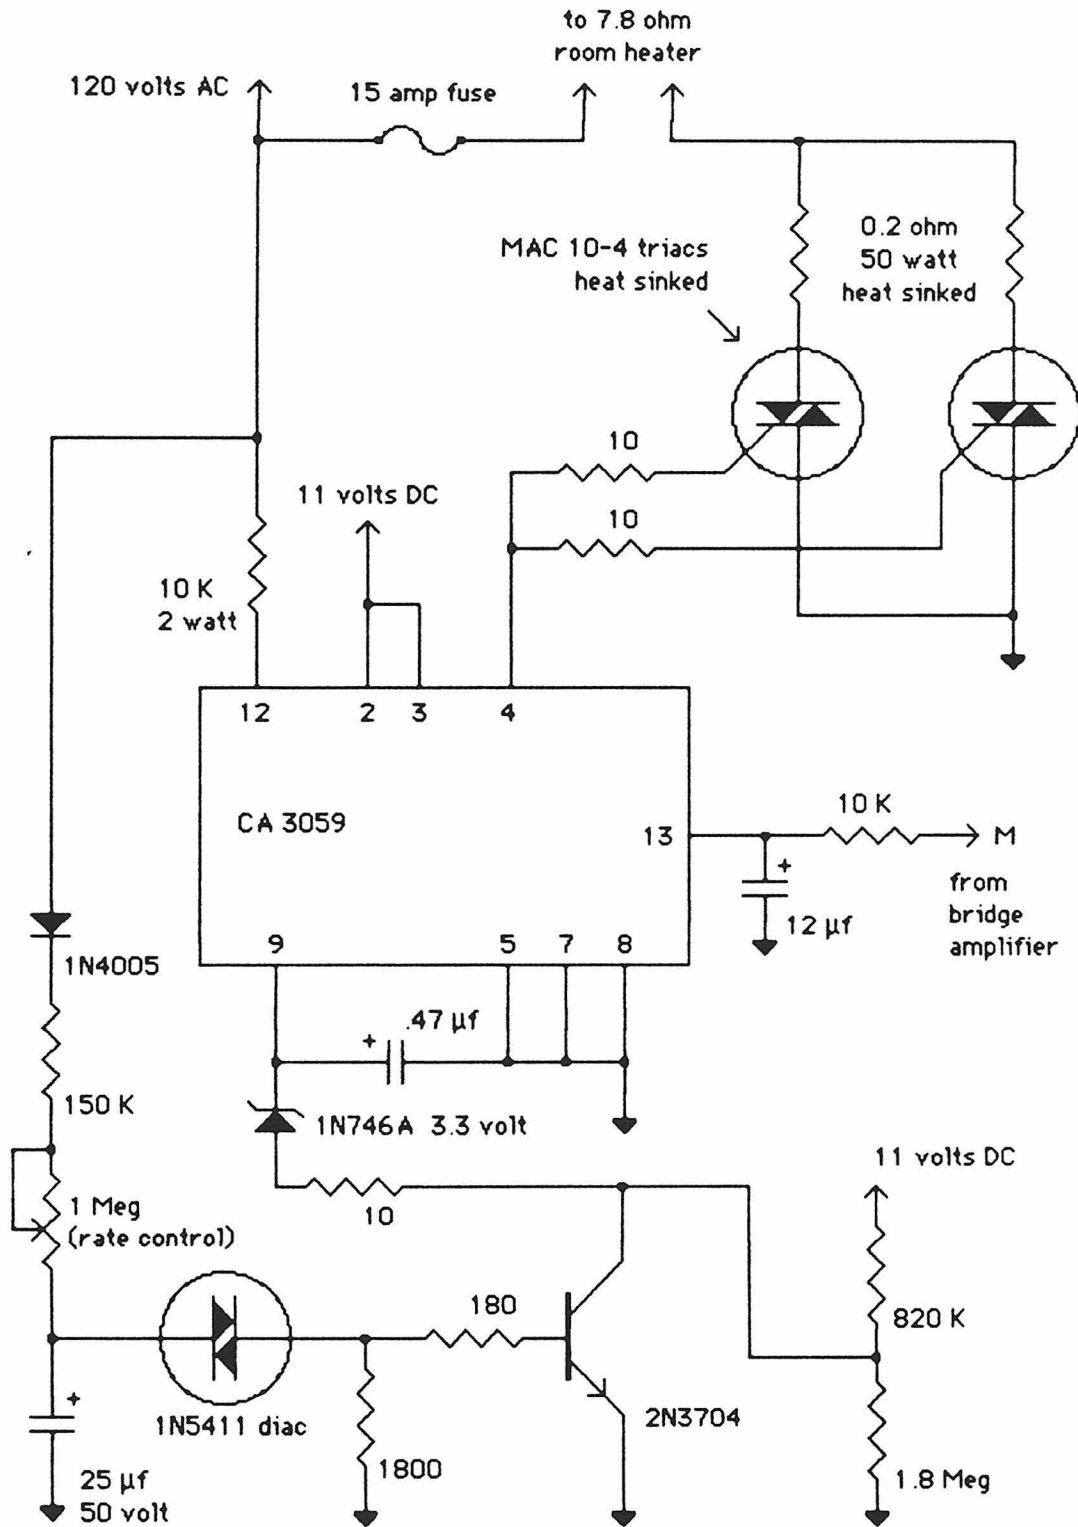 to 7.8 ohm
room heater
120 volts AC
15 amp fuse
MAC 10-4 triacs
heat sinked
0.2 ohm
50 watt
heat sinked
10
11 volts DC
10
10 K
2 watt
12
2
3
4
CA 3059
13
10 K
M
+
12 µf
from
bridge
amplifier
9
5
7
8
1N4005
+
.47 µf
150 K
1N746A 3.3 volt
11 volts DC
1 Meg
(rate control)
10
180
820 K
+
1N5411 diac
2N3704
25 µf
50 volt
1800
1.8 Meg